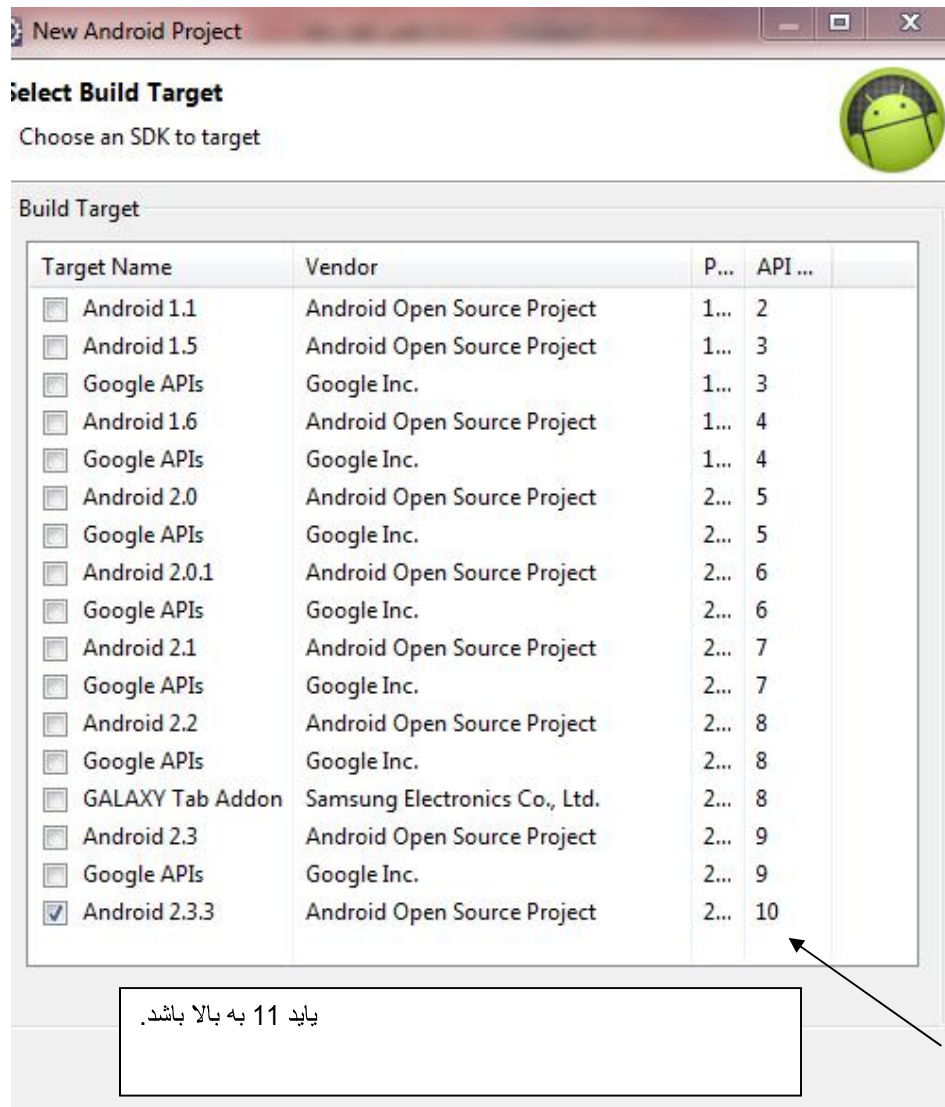 New Android Project
Select Build Target
Choose an SDK to target
Build Target
Target Name Vendor P... API ...
Android 1.1 Android Open Source Project 1... 2
Android 1.5 Android Open Source Project 1... 3
Google APIs Google Inc. 1... 3
Android 1.6 Android Open Source Project 1... 4
Google APIs Google Inc. 1... 4
Android 2.0 Android Open Source Project 2... 5
Google APIs Google Inc. 2... 5
Android 2.0.1 Android Open Source Project 2... 6
Google APIs Google Inc. 2... 6
Android 2.1 Android Open Source Project 2... 7
Google APIs Google Inc. 2... 7
Android 2.2 Android Open Source Project 2... 8
Google APIs Google Inc. 2... 8
GALAXY Tab Addon Samsung Electronics Co., Ltd. 2... 8
Android 2.3 Android Open Source Project 2... 9
Google APIs Google Inc. 2... 9
Android 2.3.3 Android Open Source Project 2... 10
یاید 11 به بالا باشد.